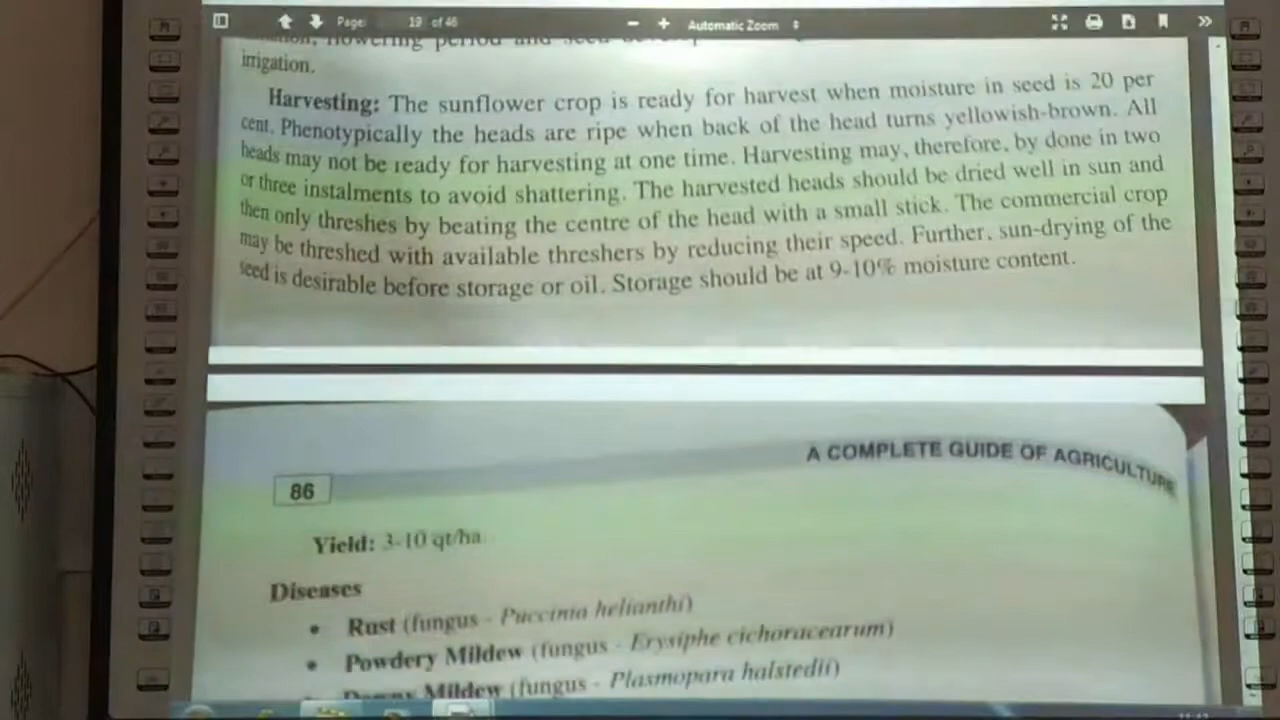 Page: 19 of 46 Automatic Zoom
flowering period and seed
irrigation.
Harvesting: The sunflower crop is ready for harvest when moisture in seed is 20 per
cent. Phenotypically the heads are ripe when back of the head turns yellowish-brown. All
heads may not be ready for harvesting at one time. Harvesting may, therefore, by done in two
or three instalments to avoid shattering. The harvested heads should be dried well in sun and
then only threshes by beating the centre of the head with a small stick. The commercial crop
may be threshed with available threshers by reducing their speed. Further, sun-drying of the
seed is desirable before storage or oil. Storage should be at 9-10% moisture content.
A COMPLETE GUIDE OF AGRICULTURE
86
Yield: 3-10 qt/ha.
Diseases
• Rust (fungus - Puccinia helianthi)
• Powdery Mildew (fungus - Erysiphe cichoracearum)
• Downy Mildew (fungus - Plasmopara halstedii)